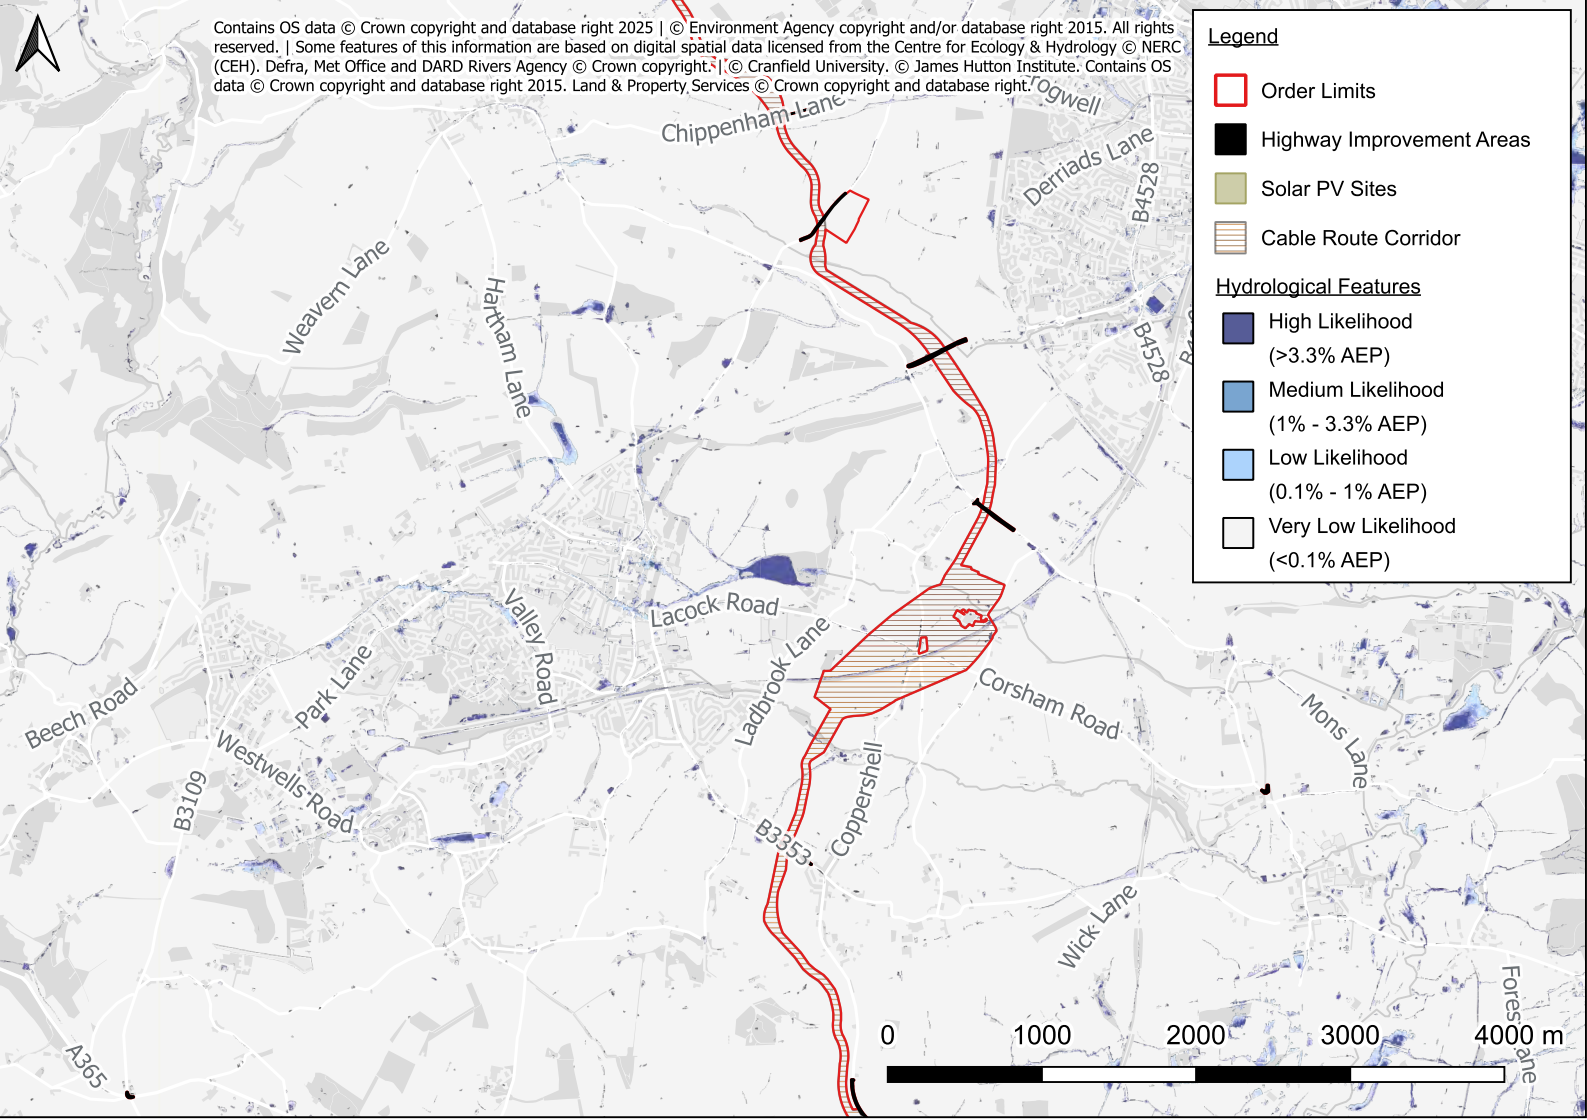 Contains OS data © Crown copyright and database right 2025 | © Environment Agency copyright and/or database right 2015. All rights
reserved. | Some features of this information are based on digital spatial data licensed from the Centre for Ecology & Hydrology © NERC
(CEH). Defra, Met Office and DARD Rivers Agency © Crown copyright. | © Cranfield University. © James Hutton Institute. Contains OS
data © Crown copyright and database right 2015. Land & Property Services © Crown copyright and database right.
Legend
Order Limits
Highway Improvement Areas
Solar PV Sites
Cable Route Corridor
Hydrological Features
High Likelihood
(>3.3% AEP)
Medium Likelihood
(1% - 3.3% AEP)
Low Likelihood
(0.1% - 1% AEP)
Very Low Likelihood
(<0.1% AEP)
Chippenham Lane
Derriads Lane
B4528
B4528
Weavern Lane
Hartham Lane
Valley Road
Lacock Road
Ladbrook Lane
Park Lane
Beech Road
Westwells Road
B3109
Corsham Road
Mons Lane
Coppershell
B3353
Wick Lane
A365
0 1000 2000 3000 4000 m